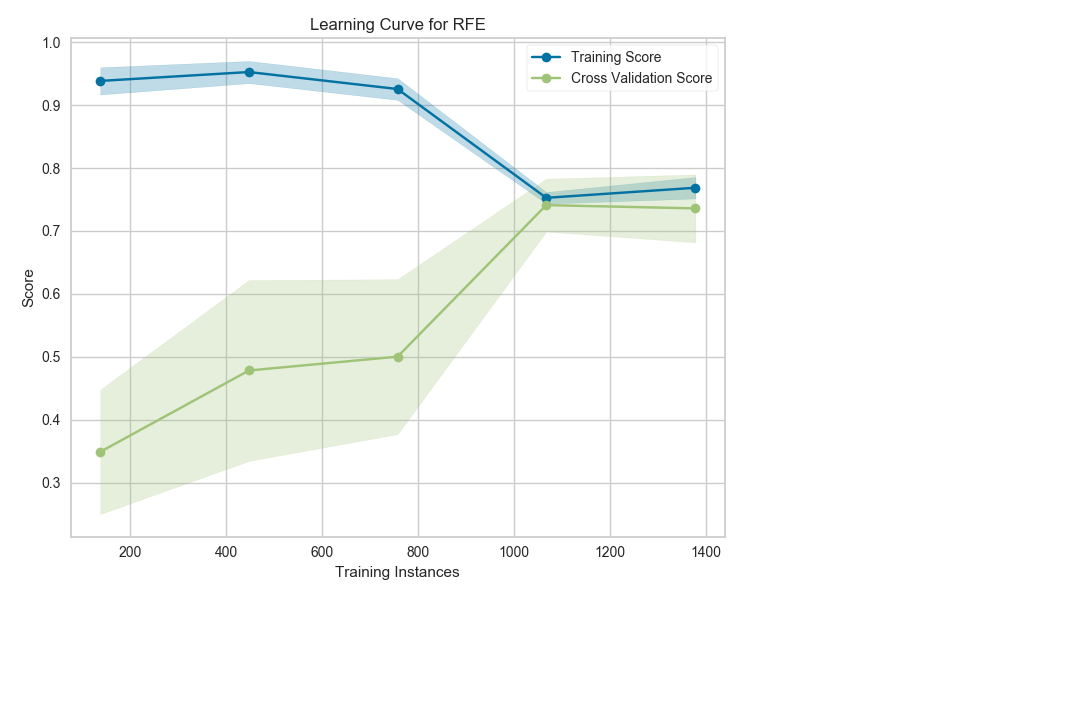 Learning Curve for RFE
Training Score
Cross Validation Score
1.0
0.9
0.8
0.7
0.6
0.5
0.4
0.3
Score
200 400 600 800 1000 1200 1400
Training Instances